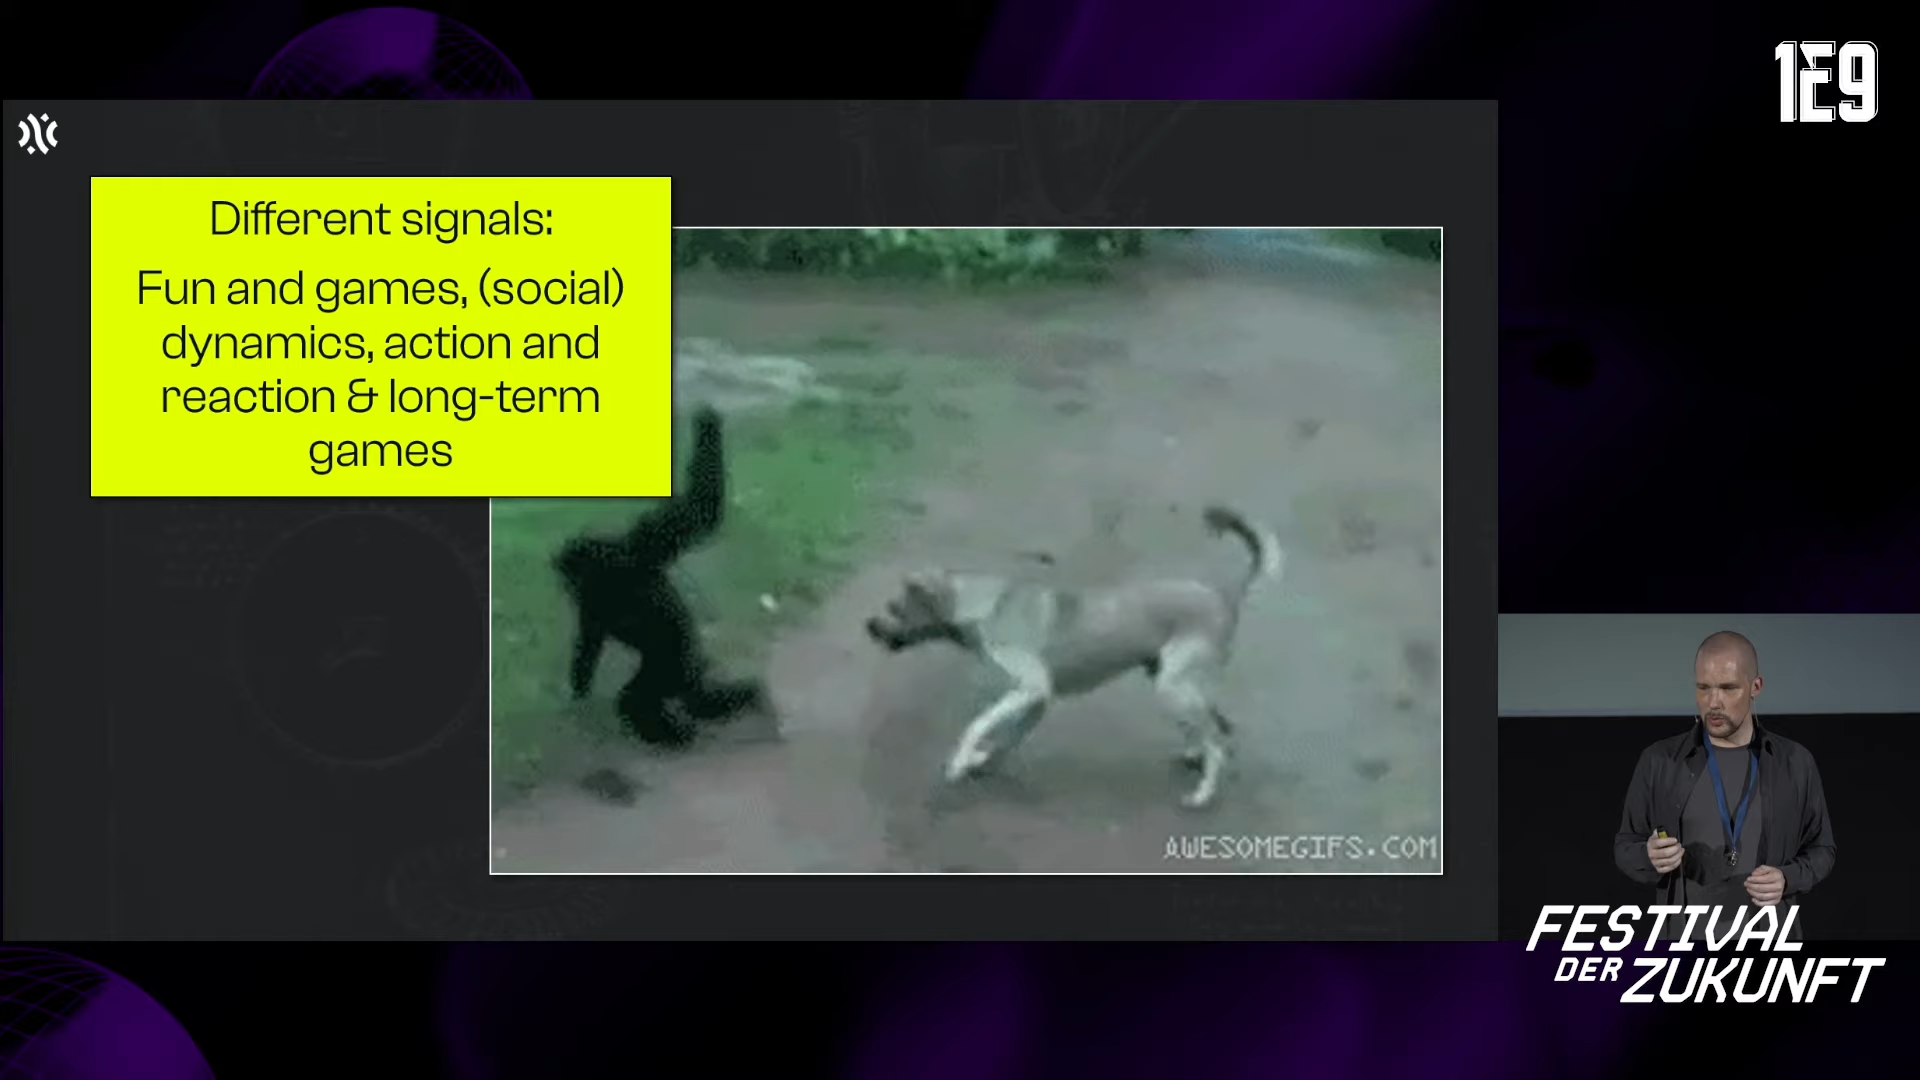 1E9
Different signals:
Fun and games, (social)
dynamics, action and
reaction & long-term
games
AWESOMEGIFS.COM
FESTIVAL
DER ZUKUNFT